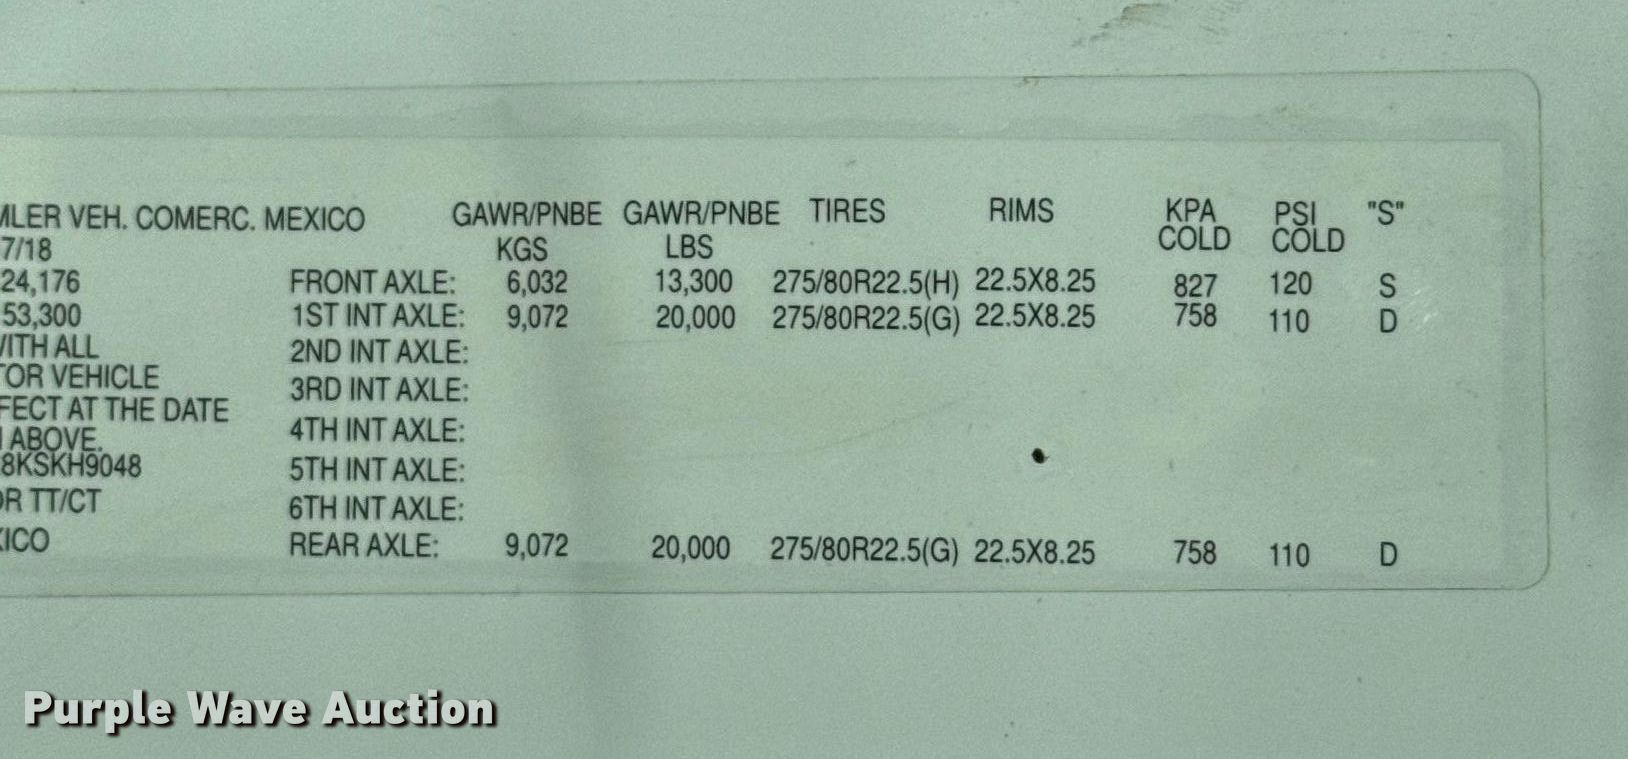 MLER VEH. COMERC. MEXICO GAWR/PNBE GAWR/PNBE TIRES RIMS KPA PSI "S"
7/18 KGS LBS COLD COLD
24,176 FRONT AXLE: 6,032 13,300 275/80R22.5(H) 22.5X8.25 827 120 S
53,300 1ST INT AXLE: 9,072 20,000 275/80R22.5(G) 22.5X8.25 758 110 D
WITH ALL 2ND INT AXLE:
TOR VEHICLE 3RD INT AXLE:
FECT AT THE DATE 4TH INT AXLE:
ABOVE.
8KSKH9048 5TH INT AXLE:
OR TT/CT 6TH INT AXLE:
XICO REAR AXLE: 9,072 20,000 275/80R22.5(G) 22.5X8.25 758 110 D
Purple Wave Auction